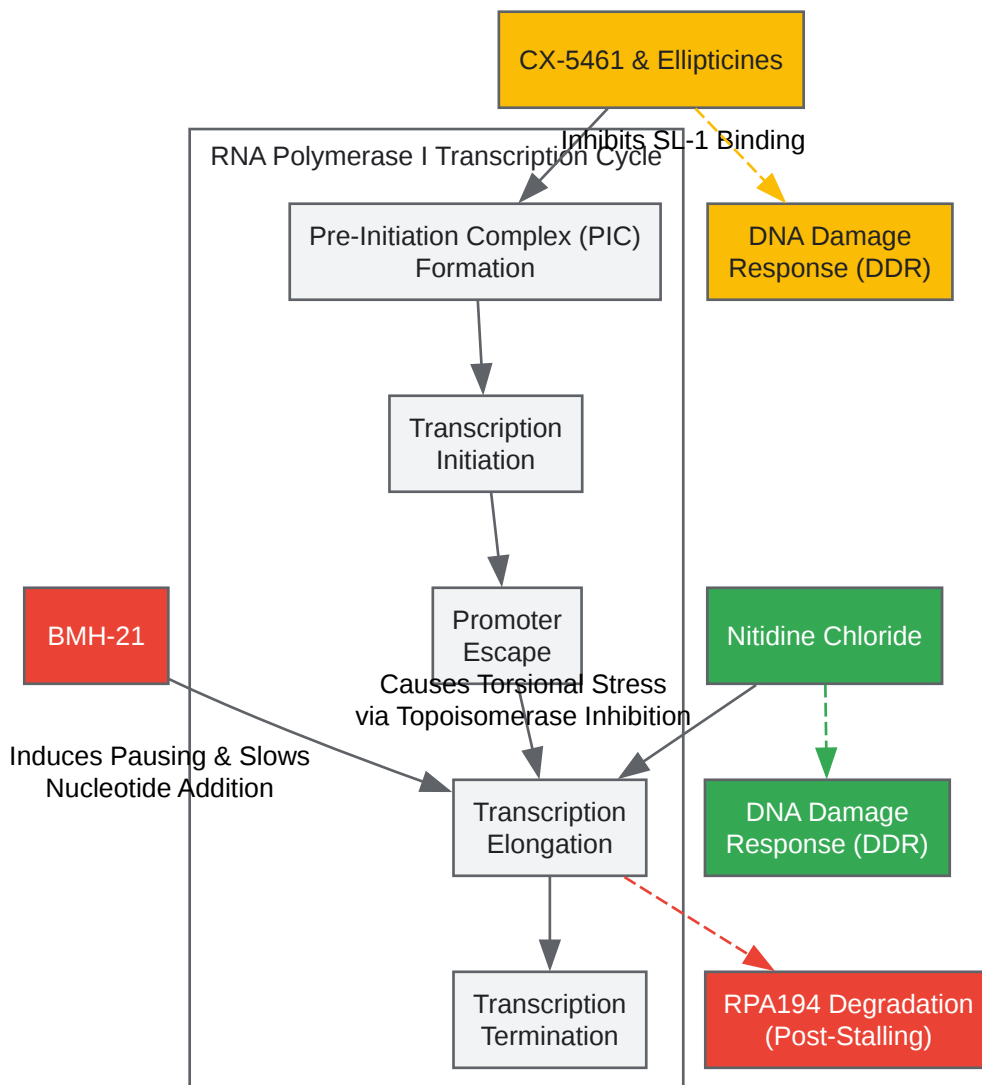 CX-5461 & Ellipticines
Inhibits SL-1 Binding
RNA Polymerase I Transcription Cycle
Pre-Initiation Complex (PIC)
Formation
DNA Damage
Response (DDR)
Transcription
Initiation
BMH-21
Promoter
Escape
Nitidine Chloride
Causes Torsional Stress
via Topoisomerase Inhibition
Induces Pausing & Slows
Nucleotide Addition
Transcription
Elongation
DNA Damage
Response (DDR)
Transcription
Termination
RPA194 Degradation
(Post-Stalling)